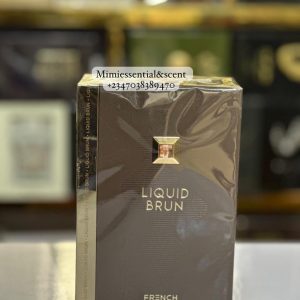 Mimiessential&scent
+2347038389470
LIQUID
BRUN
FRENCH